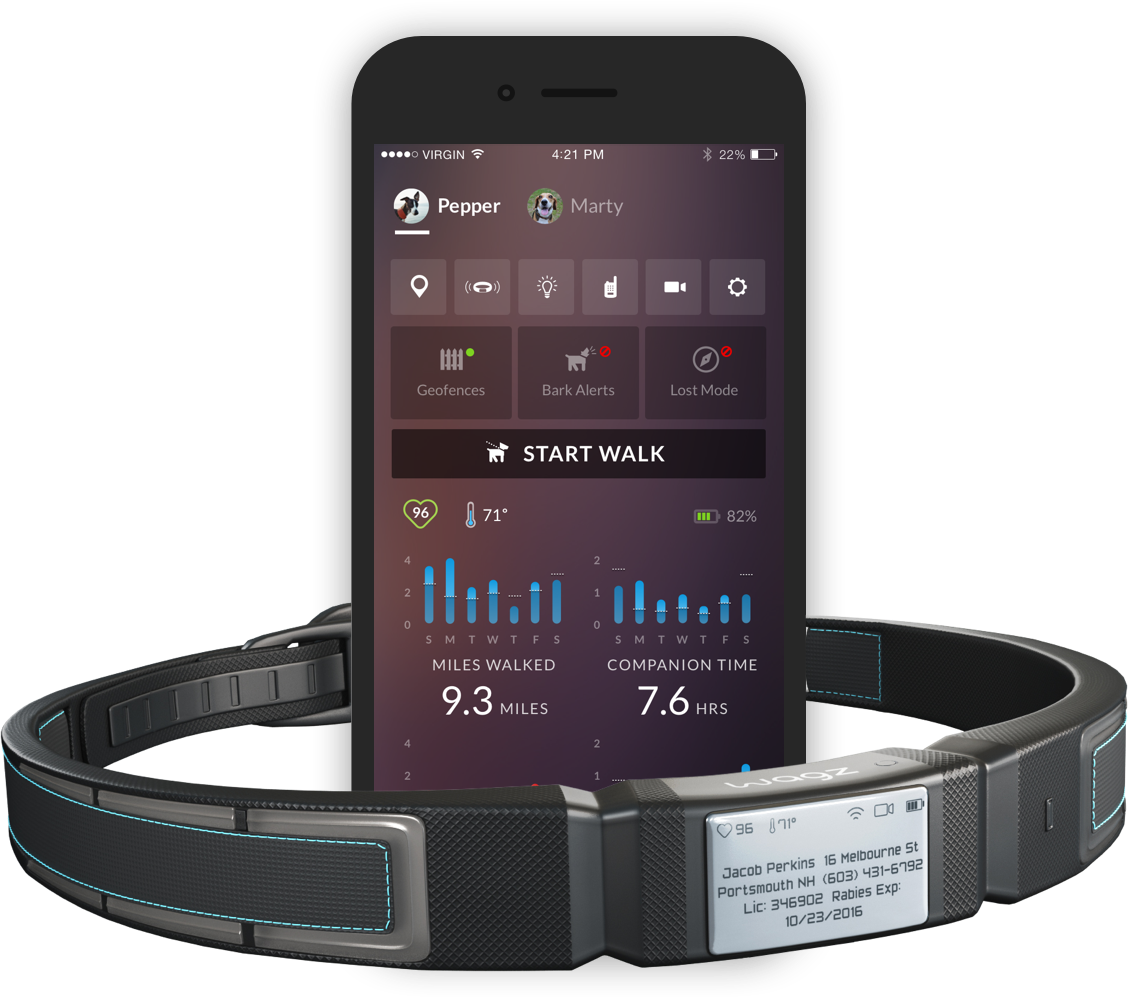 VIRGIN 4:21 PM 22%
Pepper Marty
Geofences Bark Alerts Lost Mode
START WALK
96 71° 82%
4 2
2 1
0 0
S M T W T F S S M T W T F S
MILES WALKED COMPANION TIME
9.3 MILES 7.6 HRS
4 2
2 1
wagz
96 71°
Jacob Perkins 16 Melbourne St
Portsmouth NH (603) 431-6792
Lic: 346902 Rabies Exp:
10/23/2016